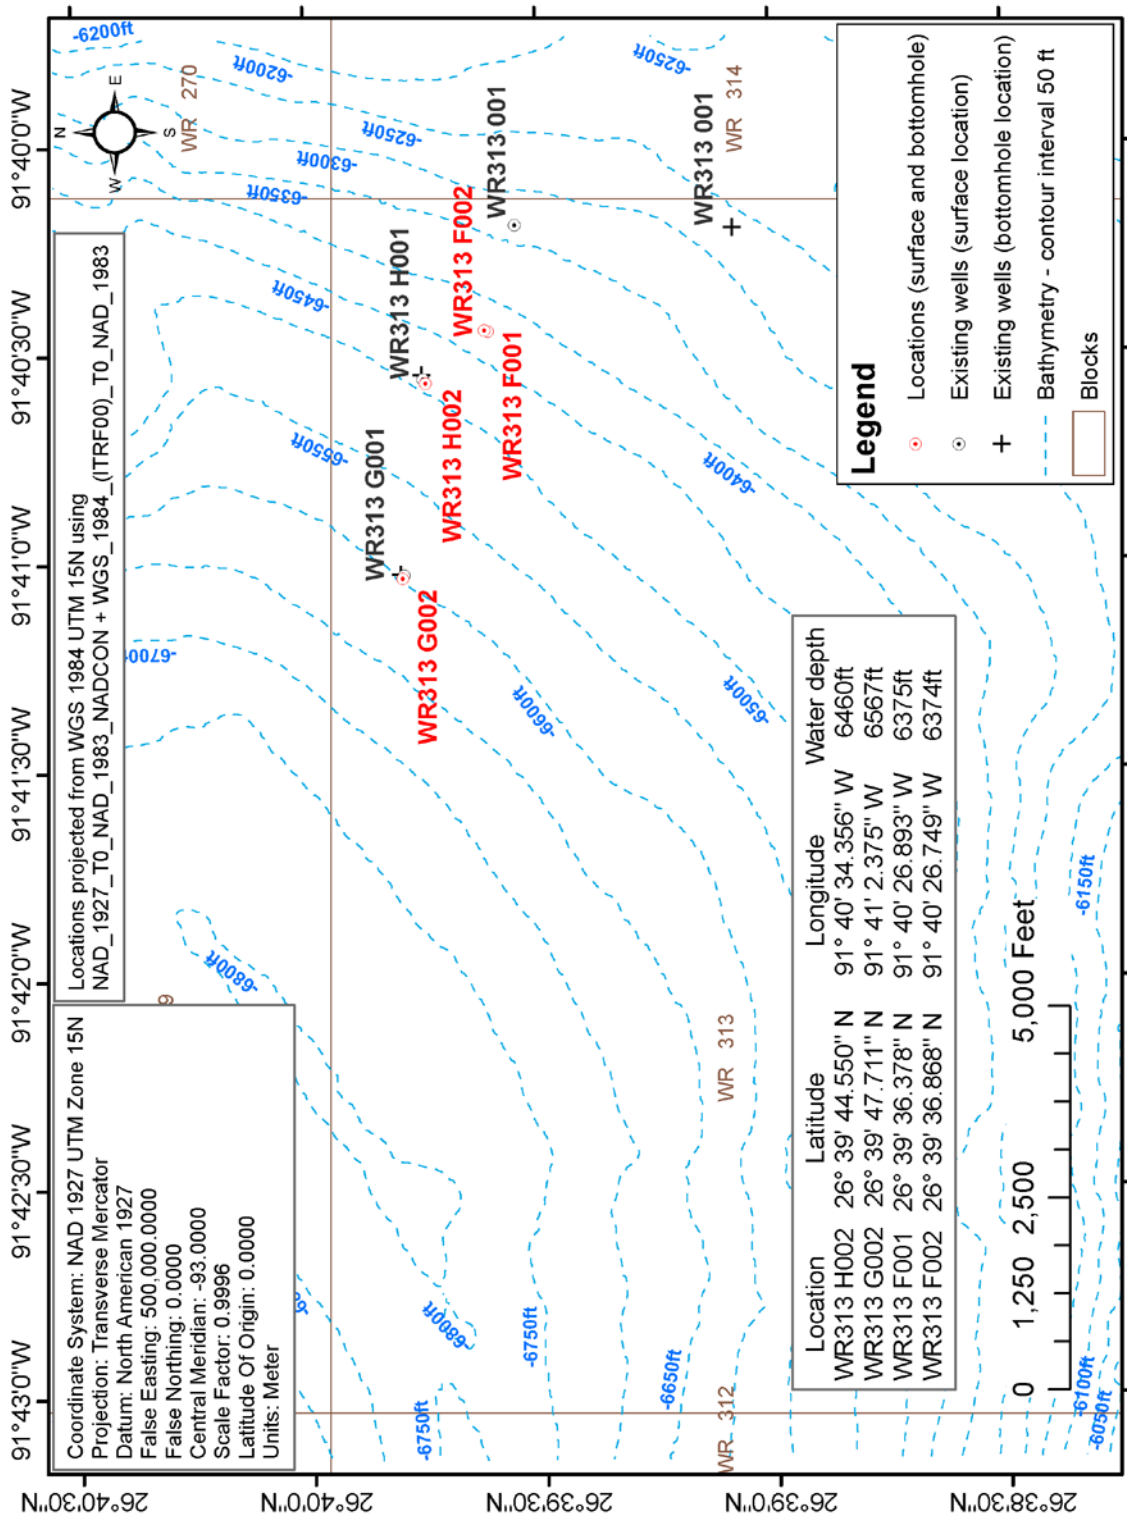 91°43'0"W
91°42'30"W
91°42'0"W
91°41'30"W
91°41'0"W
91°40'30"W
91°40'0"W
26°40'30"N
26°40'0"N
26°39'30"N
26°39'0"N
26°38'30"N
Coordinate System: NAD 1927 UTM Zone 15N
Projection: Transverse Mercator
Datum: North American 1927
False Easting: 500,000.0000
False Northing: 0.0000
Central Meridian: -93.0000
Scale Factor: 0.9996
Latitude Of Origin: 0.0000
Units: Meter
Locations projected from WGS 1984 UTM 15N using
NAD_1927_T0_NAD_1983_NADCON + WGS_1984_(ITRF00)_T0_NAD_1983
N
W
E
S
-6200ft
-6200ft
WR 270
9
-6250ft
-6300ft
-6350ft
-6450ft
-6550ft
-6700
-6800ft
-6800ft
-6750ft
-6750ft
-6650ft
-6600ft
-6500ft
-6400ft
-6250ft
-6150ft
-6100ft
-6050ft
WR313 G001
WR313 G002
WR313 H001
WR313 H002
WR313 F002
WR313 F001
WR313 001
WR313 001
WR 314
WR 313
WR 312
Location Latitude Longitude Water depth
WR313 H002 26° 39' 44.550" N 91° 40' 34.356" W 6460ft
WR313 G002 26° 39' 47.711" N 91° 41' 2.375" W 6567ft
WR313 F001 26° 39' 36.378" N 91° 40' 26.893" W 6375ft
WR313 F002 26° 39' 36.868" N 91° 40' 26.749" W 6374ft
0 1,250 2,500 5,000 Feet
Legend
Locations (surface and bottomhole)
Existing wells (surface location)
Existing wells (bottomhole location)
Bathymetry - contour interval 50 ft
Blocks